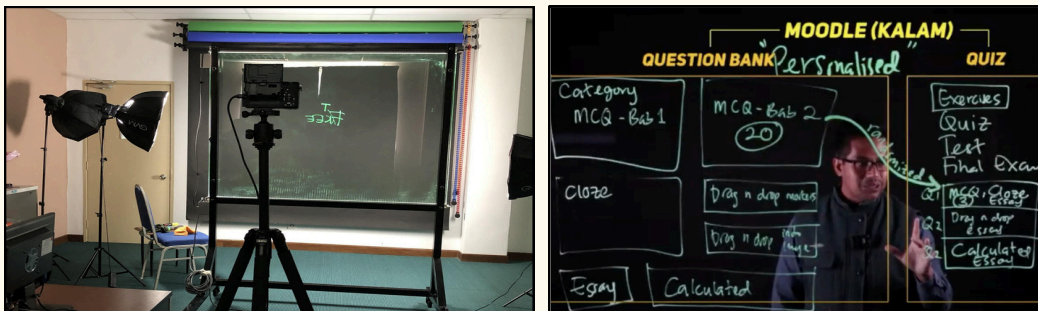 MOODLE (KALAM)
QUESTION BANK
"Personalised"
QUIZ
Category
MCQ - Bab 1
MCQ - Bab 2
20
randomised
Exercises
Quiz
Test
Final Exam
Cloze
Drag n drop markers
Drag n drop into
Q1 MCQ, Cloze
(3) Essay
Q2 Drag n drop
essay
Calculated
Essay
Essay
Calculated